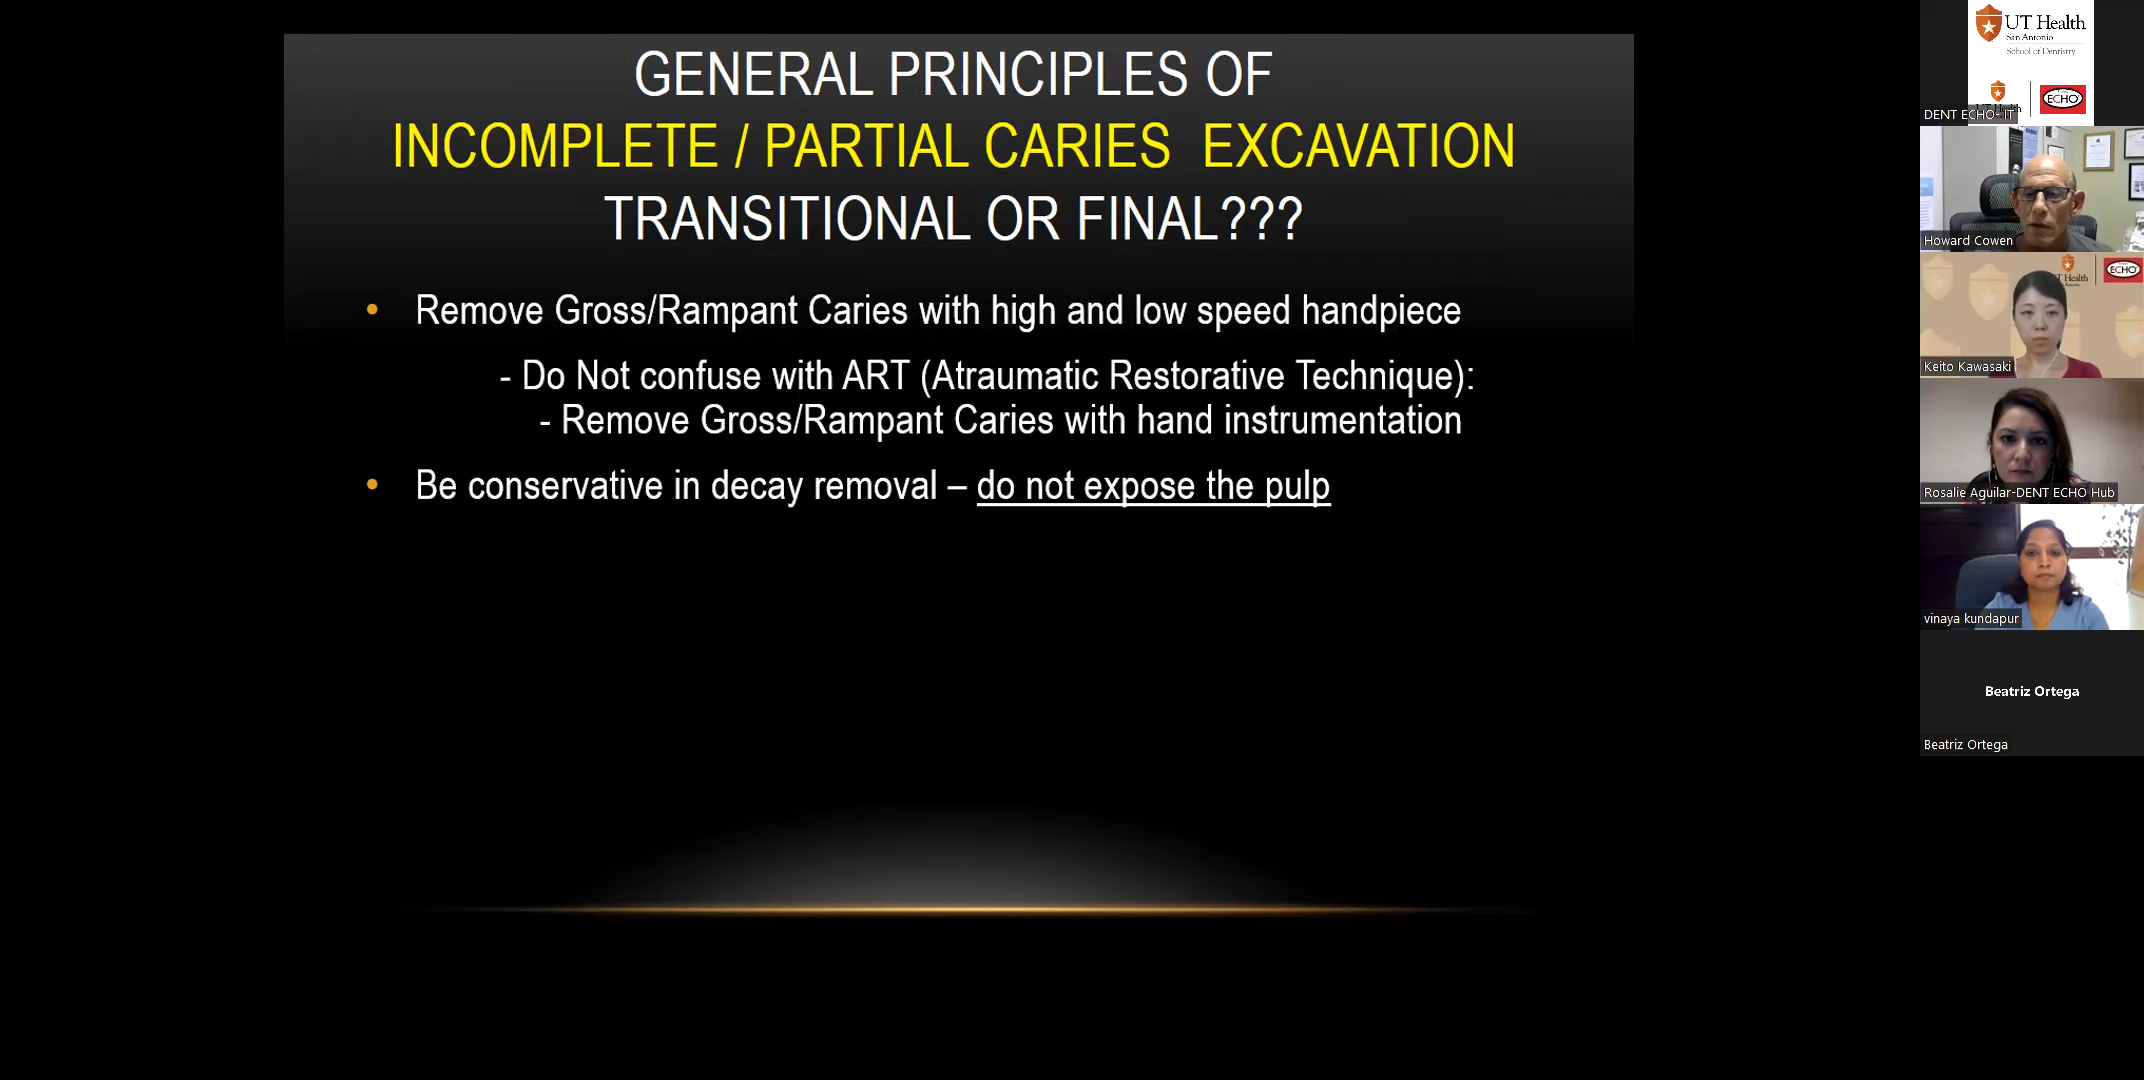 GENERAL PRINCIPLES OF
INCOMPLETE / PARTIAL CARIES EXCAVATION
TRANSITIONAL OR FINAL???
• Remove Gross/Rampant Caries with high and low speed handpiece
- Do Not confuse with ART (Atraumatic Restorative Technique):
- Remove Gross/Rampant Caries with hand instrumentation
• Be conservative in decay removal – do not expose the pulp
UT Health
San Antonio
School of Dentistry
ECHO
DENT ECHO- IT
Howard Cowen
UT Health
ECHO
Keito Kawasaki
Rosalie Aguilar-DENT ECHO Hub
vinaya kundapur
Beatriz Ortega
Beatriz Ortega